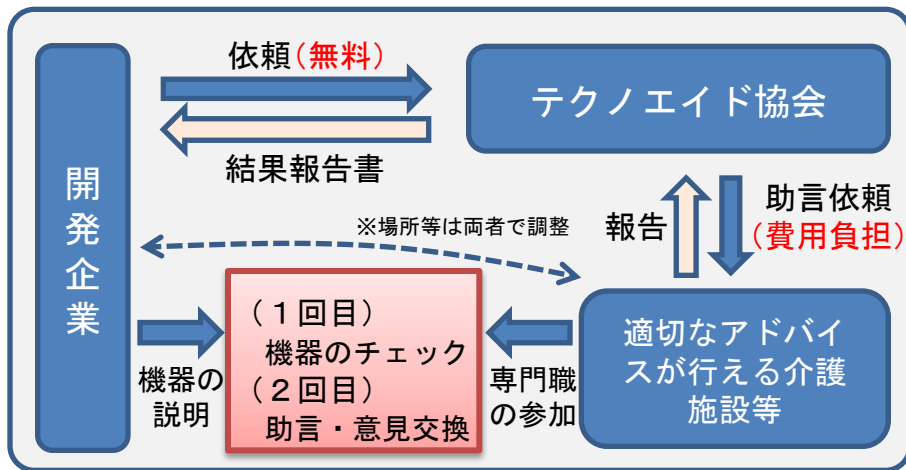 依頼(無料)
テクノエイド協会
結果報告書
開発企業
※場所等は両者で調整
報告
助言依頼
(費用負担)
(1回目)
機器のチェック
(2回目)
助言・意見交換
機器の
説明
専門職
の参加
適切なアドバイ
スが行える介護
施設等